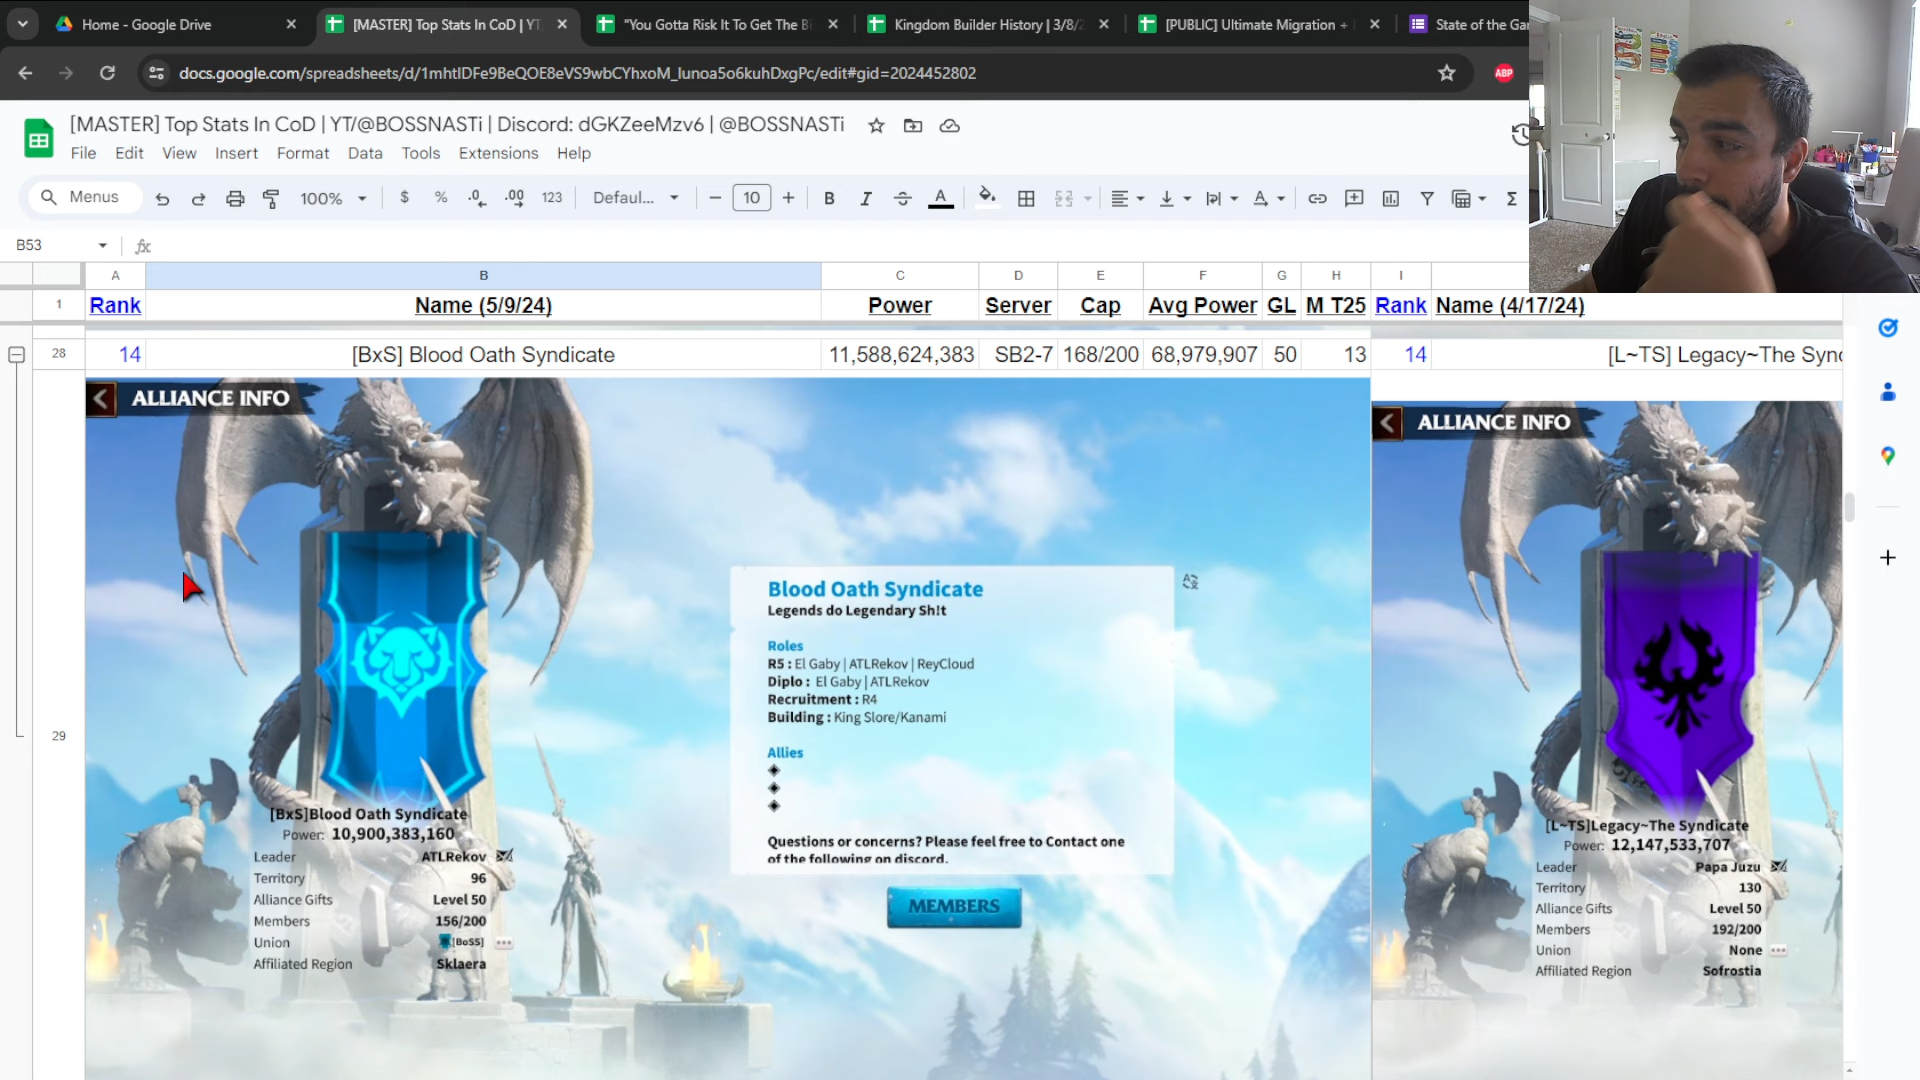 Home - Google Drive
[MASTER] Top Stats In CoD | YT
"You Gotta Risk It To Get The B
Kingdom Builder History | 3/8/
[PUBLIC] Ultimate Migration +
State of the Gar
docs.google.com/spreadsheets/d/1mhtIDFe9BeQOE8eVS9wbCYhxoM_lunoa5o6kuhDxgPc/edit#gid=2024452802
ABP
[MASTER] Top Stats In CoD | YT/@BOSSNASTi | Discord: dGKZeeMzv6 | @BOSSNASTi
File Edit View Insert Format Data Tools Extensions Help
Menus 100% $ % .0 .00 123 Defaul... 10 B I A Σ
B53 fx
A B C D E F G H I
1 Rank Name (5/9/24) Power Server Cap Avg Power GL M T25 Rank Name (4/17/24)
28 14 [BxS] Blood Oath Syndicate 11,588,624,383 SB2-7 168/200 68,979,907 50 13 14 [L~TS] Legacy~The Sync
29
ALLIANCE INFO
Blood Oath Syndicate
Legends do Legendary Sh!t
Roles
R5 : El Gaby | ATLRekov | ReyCloud
Diplo : El Gaby | ATLRekov
Recruitment : R4
Building : King Slore/Kanami
Allies
Questions or concerns? Please feel free to Contact one
of the following on discord.
MEMBERS
[BxS]Blood Oath Syndicate
Power: 10,900,383,160
Leader ATLRekov
Territory 96
Alliance Gifts Level 50
Members 156/200
Union [BoSS]
Affiliated Region Sklaera
ALLIANCE INFO
[L~TS]Legacy~The Syndicate
Power: 12,147,533,707
Leader Papa Juzu
Territory 130
Alliance Gifts Level 50
Members 192/200
Union None
Affiliated Region Sofrostia